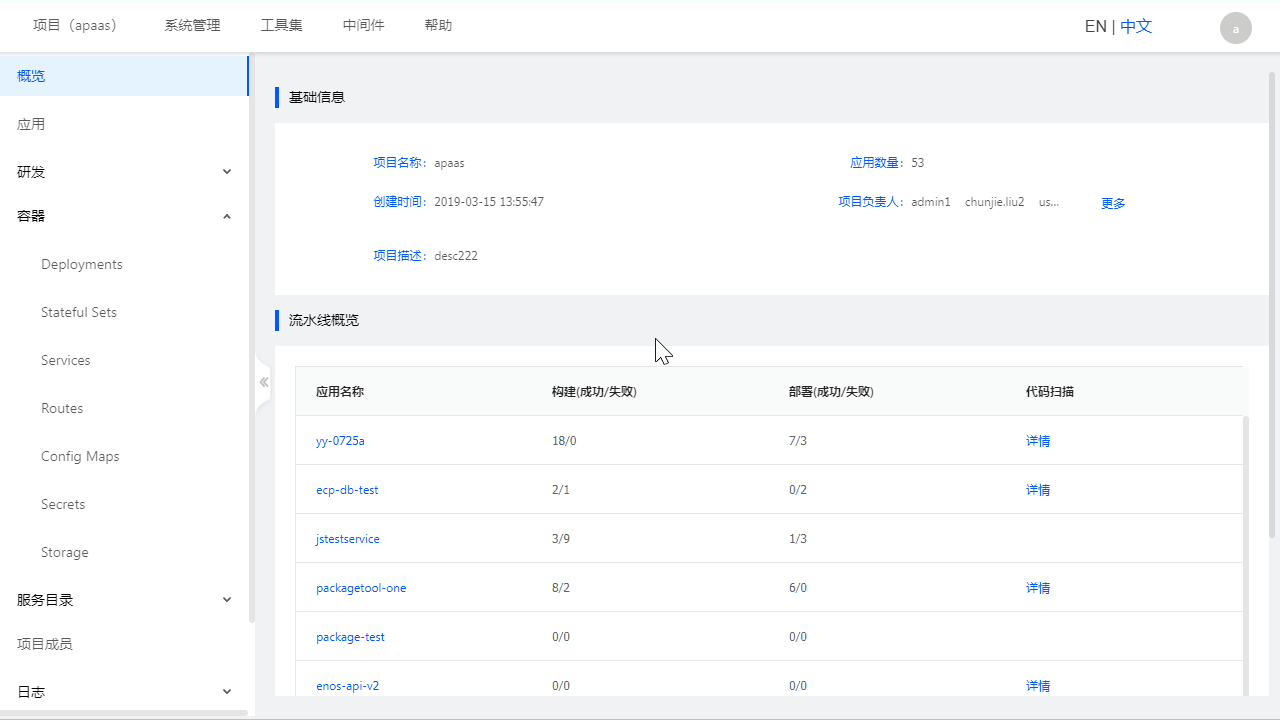 项目（apaas） 系统管理 工具集 中间件 帮助 EN | 中文 a
概览
应用
研发
容器
Deployments
Stateful Sets
Services
Routes
Config Maps
Secrets
Storage
服务目录
项目成员
日志
基础信息
项目名称： apaas 应用数量： 53
创建时间： 2019-03-15 13:55:47 项目负责人： admin1 chunjie.liu2 us... 更多
项目描述： desc222
流水线概览
应用名称 构建(成功/失败) 部署(成功/失败) 代码扫描
yy-0725a 18/0 7/3 详情
ecp-db-test 2/1 0/2 详情
jstestservice 3/9 1/3
packagetool-one 8/2 6/0 详情
package-test 0/0 0/0
enos-api-v2 0/0 0/0 详情